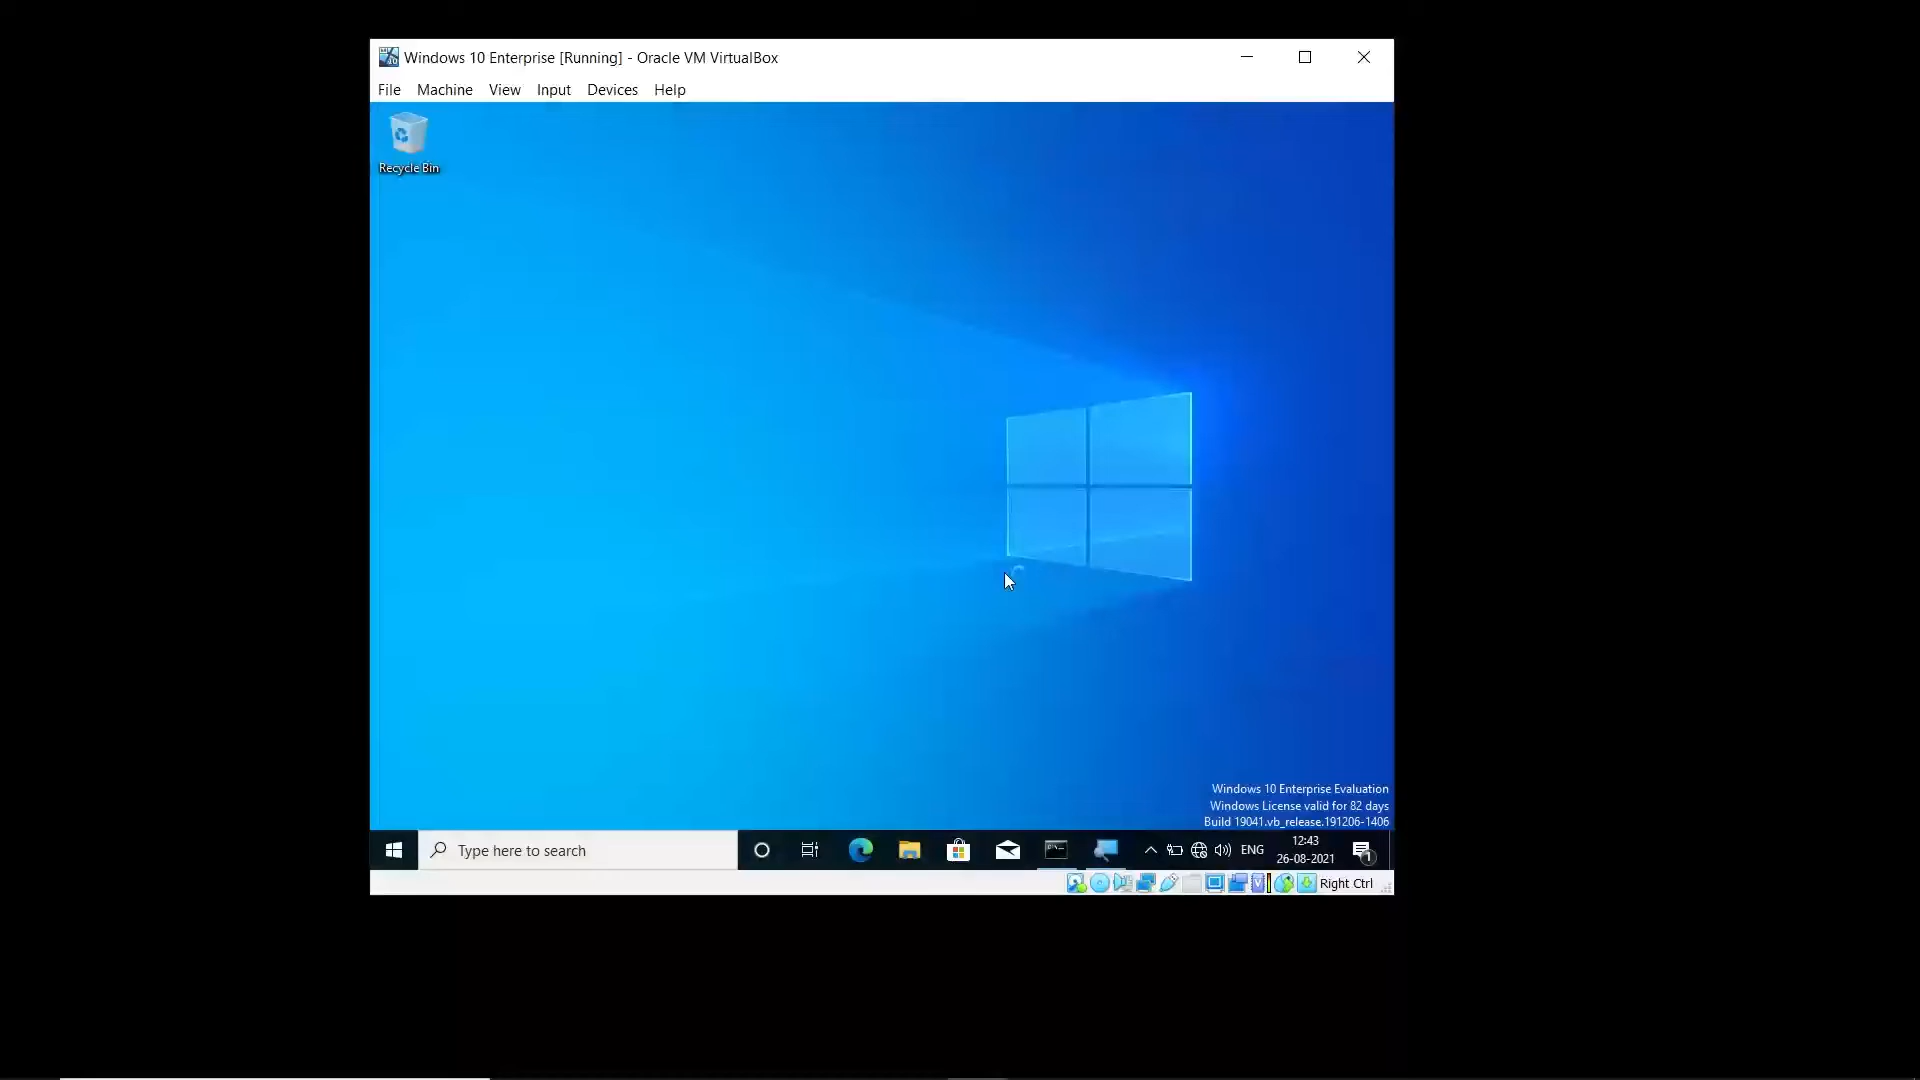 Windows 10 Enterprise [Running] - Oracle VM VirtualBox
File Machine View Input Devices Help
Recycle Bin
Windows 10 Enterprise Evaluation
Windows License valid for 82 days
Build 19041.vb_release.191206-1406
Type here to search
ENG
12:43
26-08-2021
1
Right Ctrl